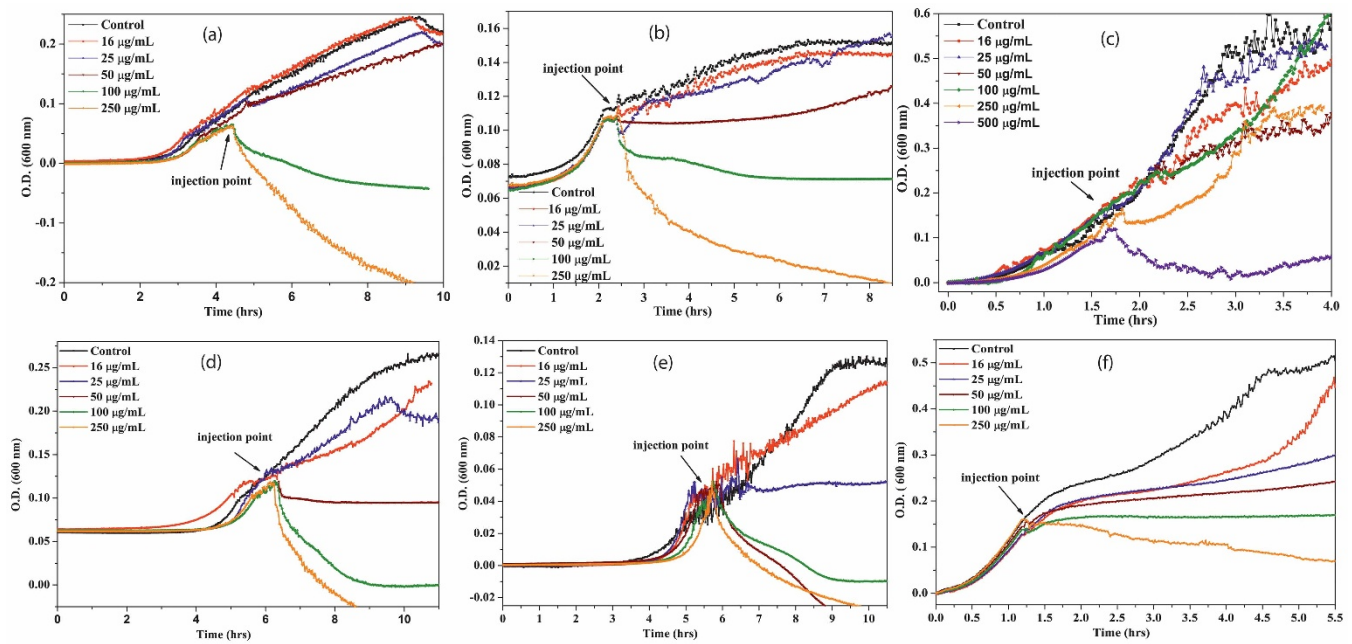 (a)
Control
16 µg/mL
25 µg/mL
50 µg/mL
100 µg/mL
250 µg/mL
injection point
O.D. (600 nm)
0.2
0.1
0.0
-0.1
-0.2
0 2 4 6 8 10
Time (hrs)
(b)
injection point
Control
16 µg/mL
25 µg/mL
50 µg/mL
100 µg/mL
250 µg/mL
O.D. ( 600 nm)
0.16
0.14
0.12
0.10
0.08
0.06
0.04
0.02
0 1 2 3 4 5 6 7 8
Time (hrs)
(c)
Control
16 µg/mL
25 µg/mL
50 µg/mL
100 µg/mL
250 µg/mL
500 µg/mL
injection point
O.D. (600 nm)
0.6
0.5
0.4
0.3
0.2
0.1
0.0
0.0 0.5 1.0 1.5 2.0 2.5 3.0 3.5 4.0
Time (hrs)
(d)
Control
16 µg/mL
25 µg/mL
50 µg/mL
100 µg/mL
250 µg/mL
injection point
O.D. (600 nm)
0.25
0.20
0.15
0.10
0.05
0.00
0 2 4 6 8 10
Time (hrs)
(e)
Control
16 µg/mL
25 µg/mL
50 µg/mL
100 µg/mL
250 µg/mL
injection point
O.D. (600 nm)
0.14
0.12
0.10
0.08
0.06
0.04
0.02
0.00
-0.02
0 1 2 3 4 5 6 7 8 9 10
Time (hrs)
(f)
Control
16 µg/mL
25 µg/mL
50 µg/mL
100 µg/mL
250 µg/mL
injection point
O.D. ( 600 nm)
0.5
0.4
0.3
0.2
0.1
0.0
0.0 0.5 1.0 1.5 2.0 2.5 3.0 3.5 4.0 4.5 5.0 5.5
Time (hrs)